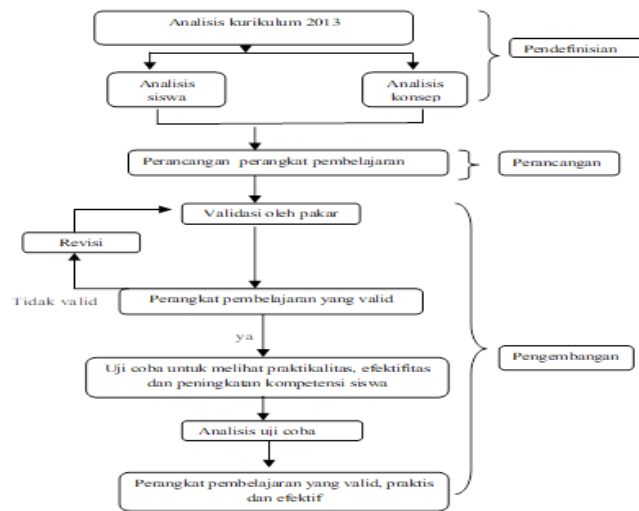 Analisis kurikulum 2013
Pendefinisian
Analisis
siswa
Analisis
konsep
Perancangan perangkat pembelajaran
Perancangan
Validasi oleh pakar
Revisi
Tidak valid
Perangkat pembelajaran yang valid
ya
Pengembangan
Uji coba untuk melihat praktikalitas, efektifitas
dan peningkatan kompetensi siswa
Analisis uji coba
Perangkat pembelajaran yang valid, praktis
dan efektif